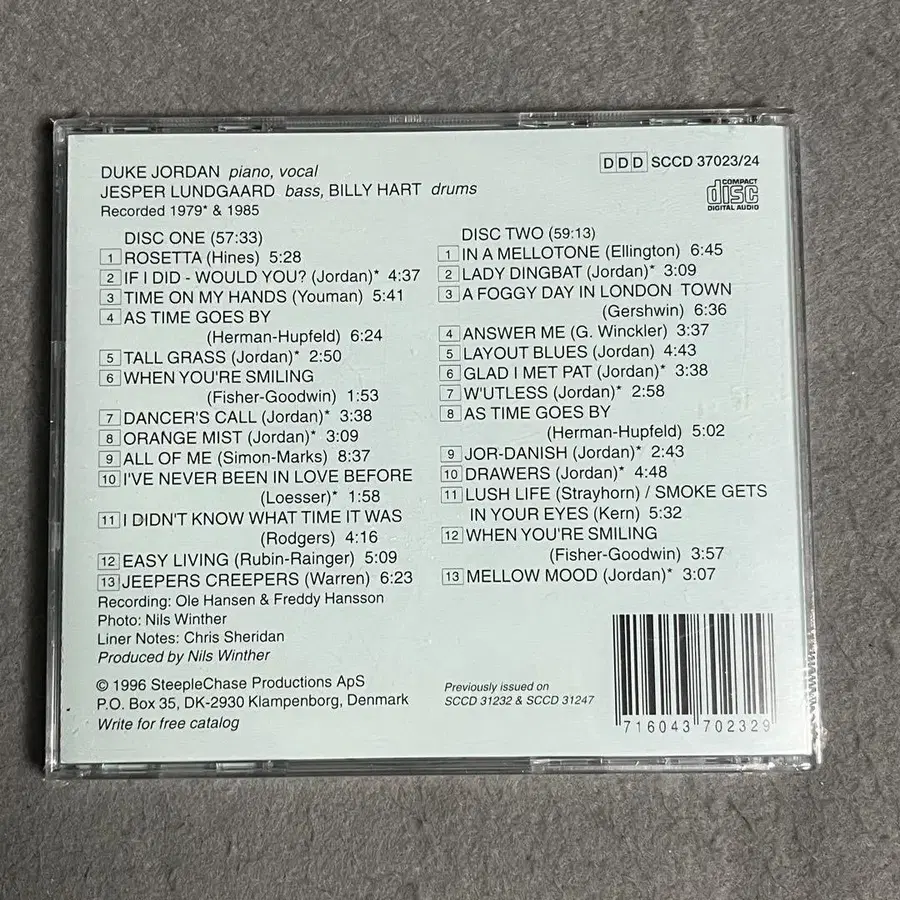 DUKE JORDAN piano, vocal
JESPER LUNDGAARD bass, BILLY HART drums
Recorded 1979* & 1985
DDD SCCD 37023/24
COMPACT
disc
DIGITAL AUDIO
DISC ONE (57:33)
1 ROSETTA (Hines) 5:28
2 IF I DID - WOULD YOU? (Jordan)* 4:37
3 TIME ON MY HANDS (Youman) 5:41
4 AS TIME GOES BY
(Herman-Hupfeld) 6:24
5 TALL GRASS (Jordan)* 2:50
6 WHEN YOU'RE SMILING
(Fisher-Goodwin) 1:53
7 DANCER'S CALL (Jordan)* 3:38
8 ORANGE MIST (Jordan)* 3:09
9 ALL OF ME (Simon-Marks) 8:37
10 I'VE NEVER BEEN IN LOVE BEFORE
(Loesser)* 1:58
11 I DIDN'T KNOW WHAT TIME IT WAS
(Rodgers) 4:16
12 EASY LIVING (Rubin-Rainger) 5:09
13 JEEPERS CREEPERS (Warren) 6:23
DISC TWO (59:13)
1 IN A MELLOTONE (Ellington) 6:45
2 LADY DINGBAT (Jordan)* 3:09
3 A FOGGY DAY IN LONDON TOWN
(Gershwin) 6:36
4 ANSWER ME (G. Winckler) 3:37
5 LAYOUT BLUES (Jordan) 4:43
6 GLAD I MET PAT (Jordan)* 3:38
7 W'UTLESS (Jordan)* 2:58
8 AS TIME GOES BY
(Herman-Hupfeld) 5:02
9 JOR-DANISH (Jordan)* 2:43
10 DRAWERS (Jordan)* 4:48
11 LUSH LIFE (Strayhorn) / SMOKE GETS
IN YOUR EYES (Kern) 5:32
12 WHEN YOU'RE SMILING
(Fisher-Goodwin) 3:57
13 MELLOW MOOD (Jordan)* 3:07
Recording: Ole Hansen & Freddy Hansson
Photo: Nils Winther
Liner Notes: Chris Sheridan
Produced by Nils Winther
© 1996 SteepleChase Productions ApS
P.O. Box 35, DK-2930 Klampenborg, Denmark
Write for free catalog
Previously issued on
SCCD 31232 & SCCD 31247
7 16043 70232 9